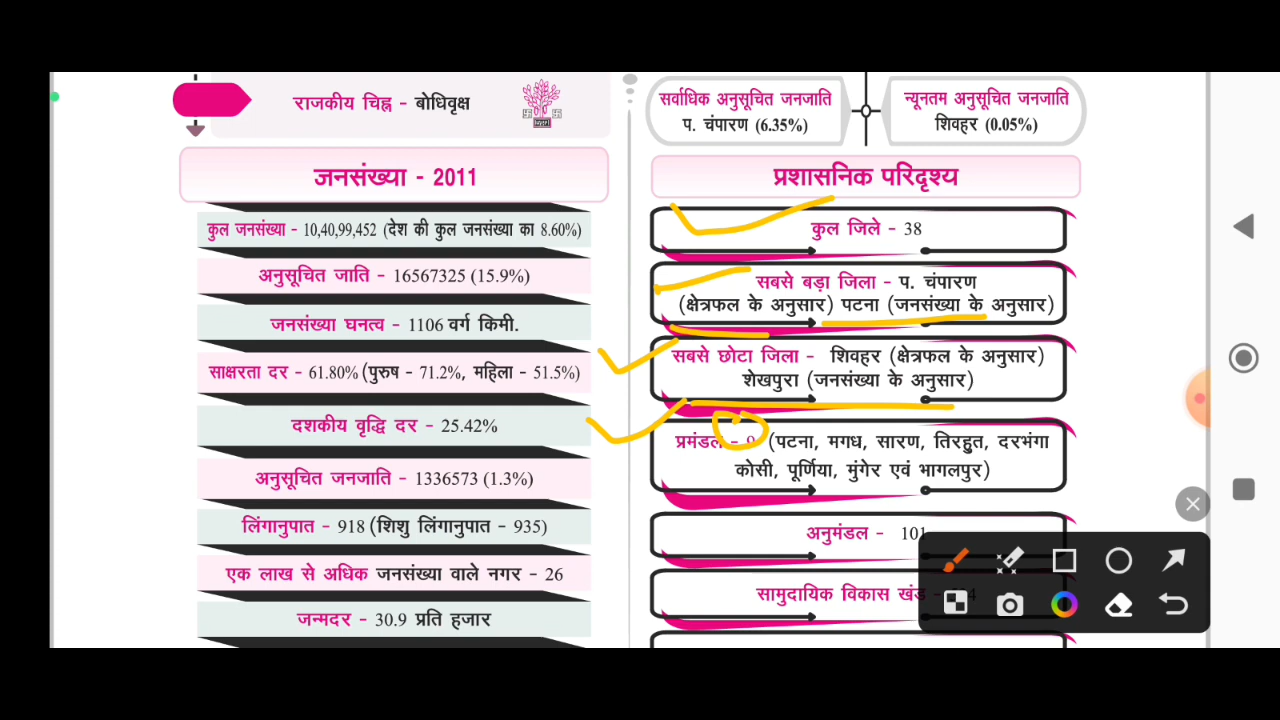 राजकीय चिह्न - बोधिवृक्ष
जनसंख्या - 2011
कुल जनसंख्या - 10,40,99,452 (देश की कुल जनसंख्या का 8.60%)
अनुसूचित जाति - 16567325 (15.9%)
जनसंख्या घनत्व - 1106 वर्ग किमी.
साक्षरता दर - 61.80% (पुरुष - 71.2%, महिला - 51.5%)
दशकीय वृद्धि दर - 25.42%
अनुसूचित जनजाति - 1336573 (1.3%)
लिंगानुपात - 918 (शिशु लिंगानुपात - 935)
एक लाख से अधिक जनसंख्या वाले नगर - 26
जन्मदर - 30.9 प्रति हजार
सर्वाधिक अनुसूचित जनजाति
प. चंपारण (6.35%)
न्यूनतम अनुसूचित जनजाति
शिवहर (0.05%)
प्रशासनिक परिदृश्य
कुल जिले - 38
सबसे बड़ा जिला - प. चंपारण
(क्षेत्रफल के अनुसार) पटना (जनसंख्या के अनुसार)
सबसे छोटा जिला - शिवहर (क्षेत्रफल के अनुसार)
शेखपुरा (जनसंख्या के अनुसार)
प्रमंडल - 9 (पटना, मगध, सारण, तिरहुत, दरभंगा
कोसी, पूर्णिया, मुंगेर एवं भागलपुर)
अनुमंडल - 101
सामुदायिक विकास खंड -